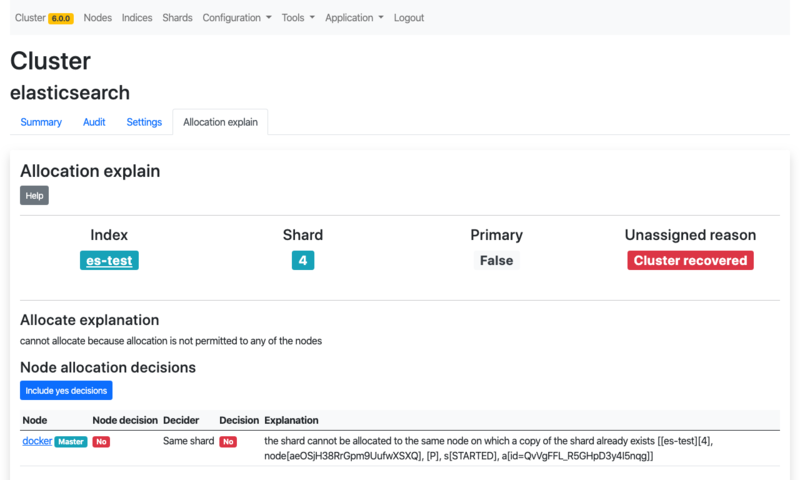 Cluster 6.0.0 Nodes Indices Shards Configuration Tools Application Logout
Cluster
elasticsearch
Summary Audit Settings Allocation explain
Allocation explain
Help
Index Shard Primary Unassigned reason
es-test 4 False Cluster recovered
Allocate explanation
cannot allocate because allocation is not permitted to any of the nodes
Node allocation decisions
Include yes decisions
Node Node decision Decider Decision Explanation
docker Master No Same shard No the shard cannot be allocated to the same node on which a copy of the shard already exists [[es-test][4],
node[aeOSjH38RrGpm9UufwXSXQ], [P], s[STARTED], a[id=QvVgFFL_R5GHpD3y4l5nqg]]